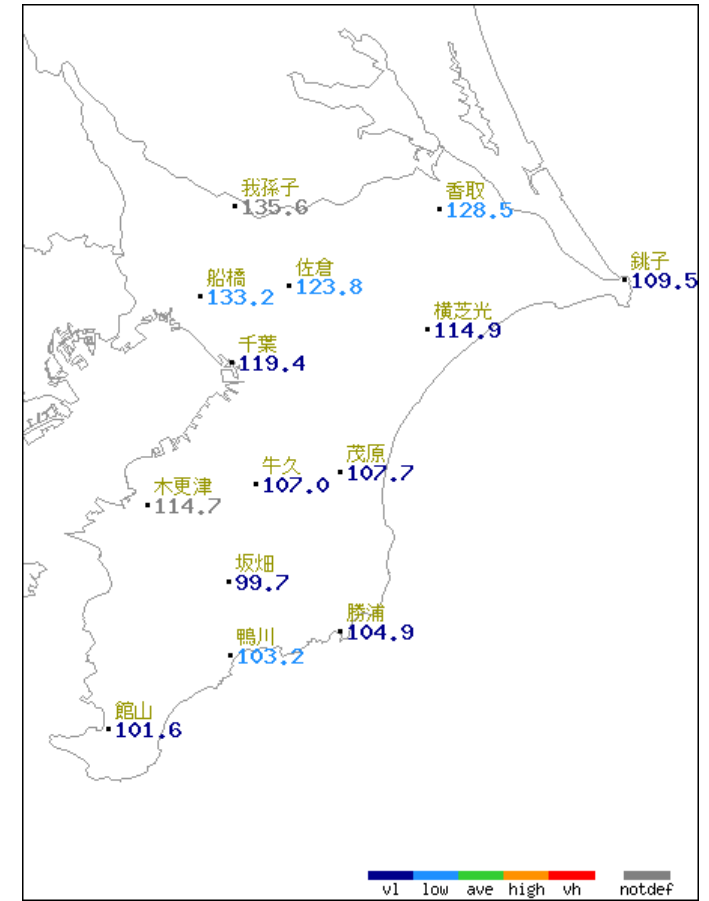 我孫子
135.6
香取
128.5
銚子
109.5
佐倉
123.8
船橋
133.2
横芝光
114.9
千葉
119.4
茂原
107.7
牛久
107.0
木更津
114.7
坂畑
99.7
勝浦
104.9
鴨川
103.2
館山
101.6
vl low ave high vh notdef